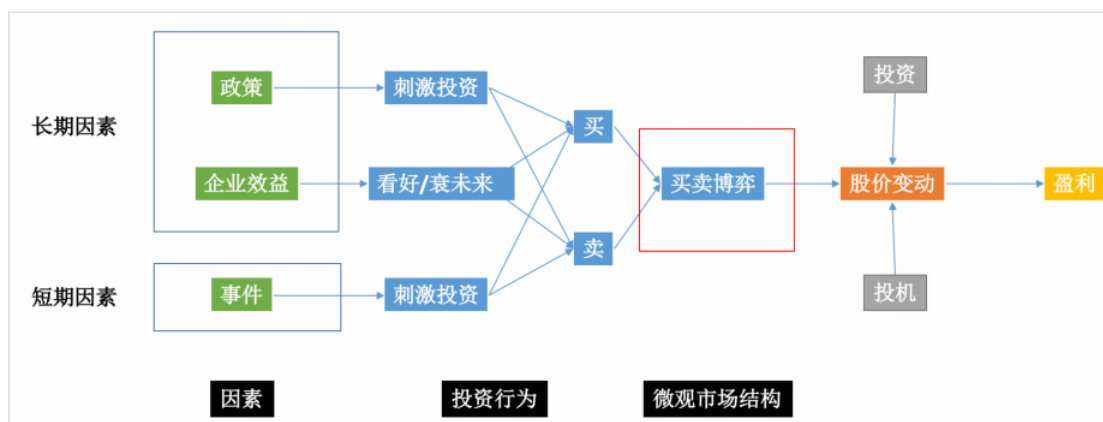 政策
刺激投资
投资
长期因素
买
企业效益
看好/衰未来
买卖博弈
股价变动
盈利
卖
短期因素
事件
刺激投资
投机
因素
投资行为
微观市场结构